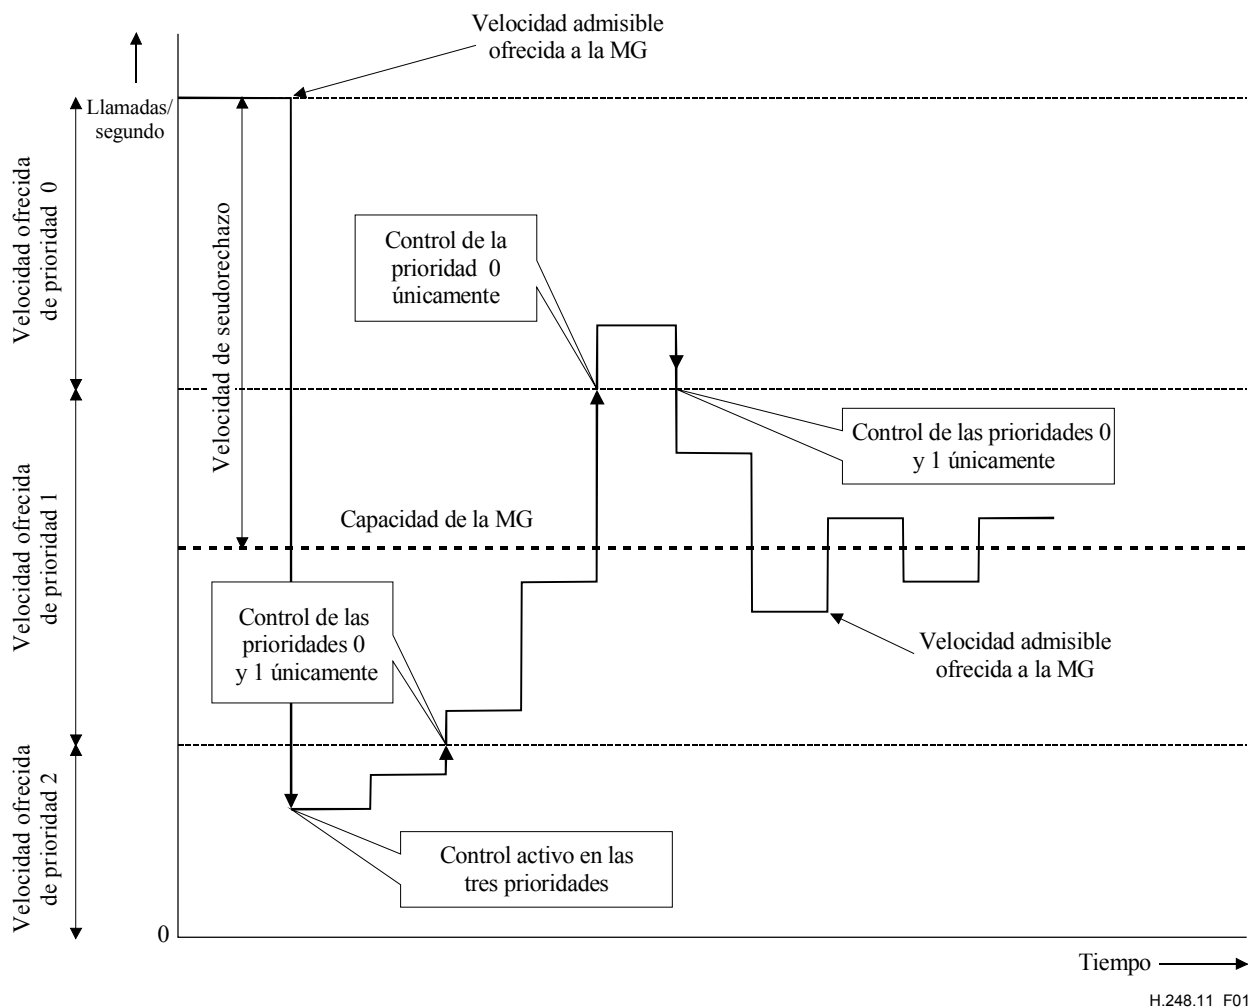 Velocidad admisible
ofrecida a la MG
Llamadas/
segundo
Velocidad ofrecida
de prioridad 0
Velocidad de seudorechazo
Control de la
prioridad 0
únicamente
Control de las prioridades 0
y 1 únicamente
Velocidad ofrecida
de prioridad 1
Capacidad de la MG
Control de las
prioridades 0
y 1 únicamente
Velocidad admisible
ofrecida a la MG
Velocidad ofrecida
de prioridad 2
Control activo en las
tres prioridades
0
Tiempo
H.248.11_F01